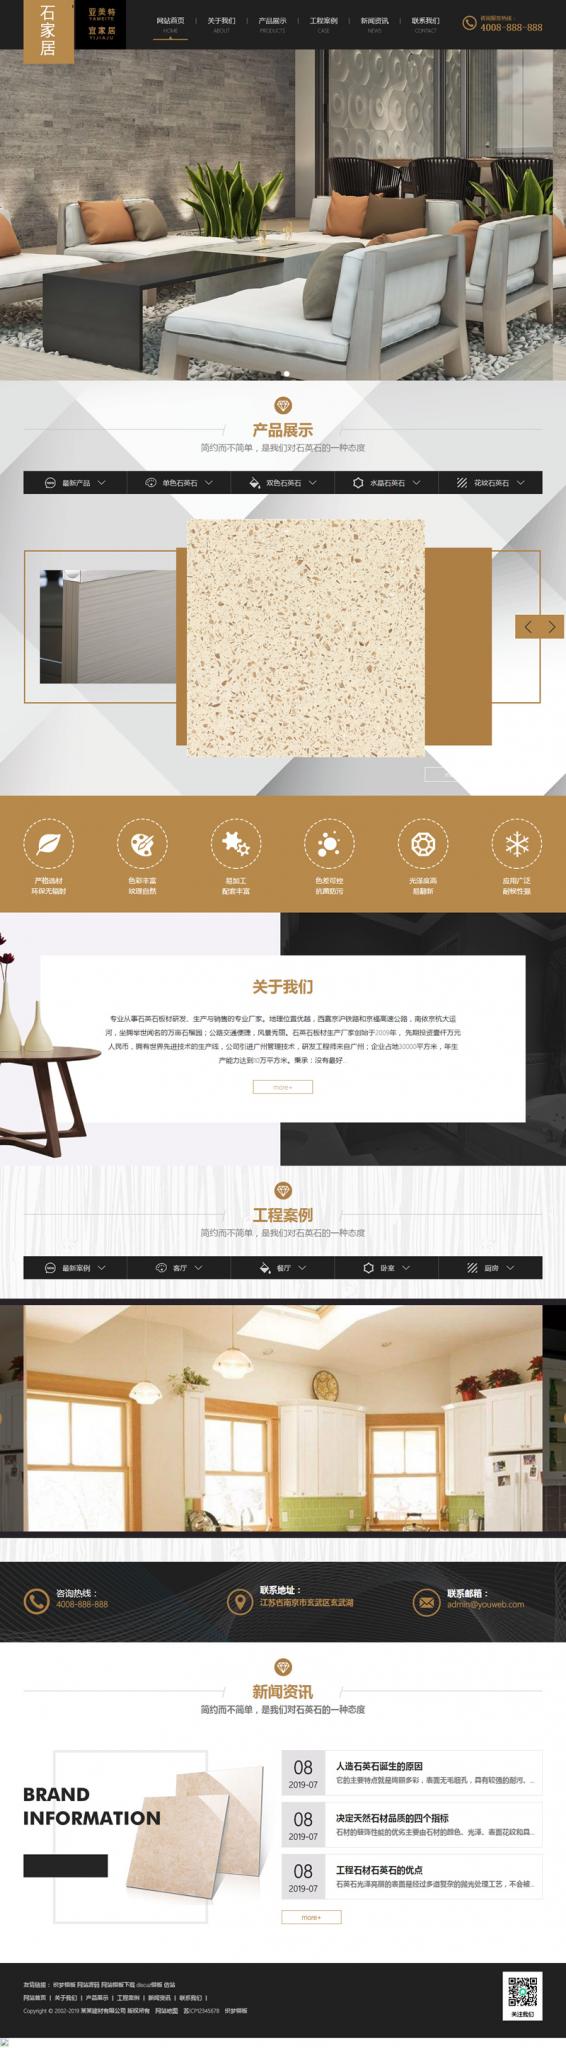 石家居
亚美特
YAMEITE
宜家居
YIJIAJU
网站首页 | 关于我们 | 产品展示 | 工程案例 | 新闻资讯 | 联系我们
HOME ABOUT PRODUCTS CASE NEWS CONTACT
咨询服务热线：
4008-888-888
产品展示
简约而不简单，是我们对石英石的一种态度
最新产品 单色石英石 双色石英石 水晶石英石 花纹石英石
严格选材 色彩丰富 易加工 色差可控 光泽度高 应用广泛
环保无辐射 纹理自然 配套丰富 抗菌防污 易翻新 耐候性强
关于我们
专业从事石英石板材研发、生产与销售的专业厂家。地理位置优越，西靠京沪铁路和京福高速公路，南依京杭大运
河，坐拥举世闻名的万亩石榴园；公路交通便捷，风景秀丽。石英石板材生产厂家创始于2009年， 先期投资壹仟万元
人民币，拥有世界先进技术的生产线，公司引进广州管理技术，研发工程师来自广州；企业占地30000平方米，年生
产能力达到10万平方米。秉承：没有最好...
more+
工程案例
简约而不简单，是我们对石英石的一种态度
最新案例 客厅 餐厅 卧室 厨房
咨询热线：
4008-888-888
联系地址：
江苏省南京市玄武区玄武湖
联系邮箱：
admin@youweb.com
新闻资讯
简约而不简单，是我们对石英石的一种态度
BRAND
INFORMATION
08
2019-07
人造石英石诞生的原因
它的主要特点就是绚丽多彩，表面无毛细孔，具有较强的耐污、...
08
2019-07
决定天然石材品质的四个指标
石材的装饰性能的优劣主要由石材的颜色、光泽、表面花纹和具...
08
2019-07
工程石材石英石的优点
石英石光泽亮丽的表面是经过多道复杂的抛光处理工艺，不会被...
more+
友情链接： 织梦模板 网站源码 网站模板下载 discuz模板 仿站
网站首页 | 关于我们 | 产品展示 | 工程案例 | 新闻资讯 | 联系我们 |
Copyright © 2002-2019 某某建材有限公司 版权所有 网站地图 苏ICP12345678 织梦模板
关注我们